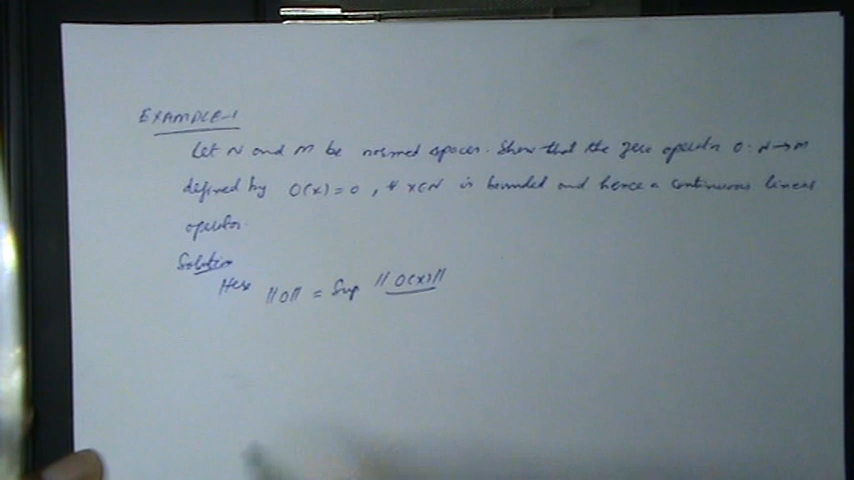 EXAMPLE-1
Let N and M be normed spaces. Show that the zero operator O: N→M
defined by O(x) = 0, ∀ x∈N is bounded and hence a continuous linear
operator.
Solution
Here ||O|| = Sup ||O(x)||